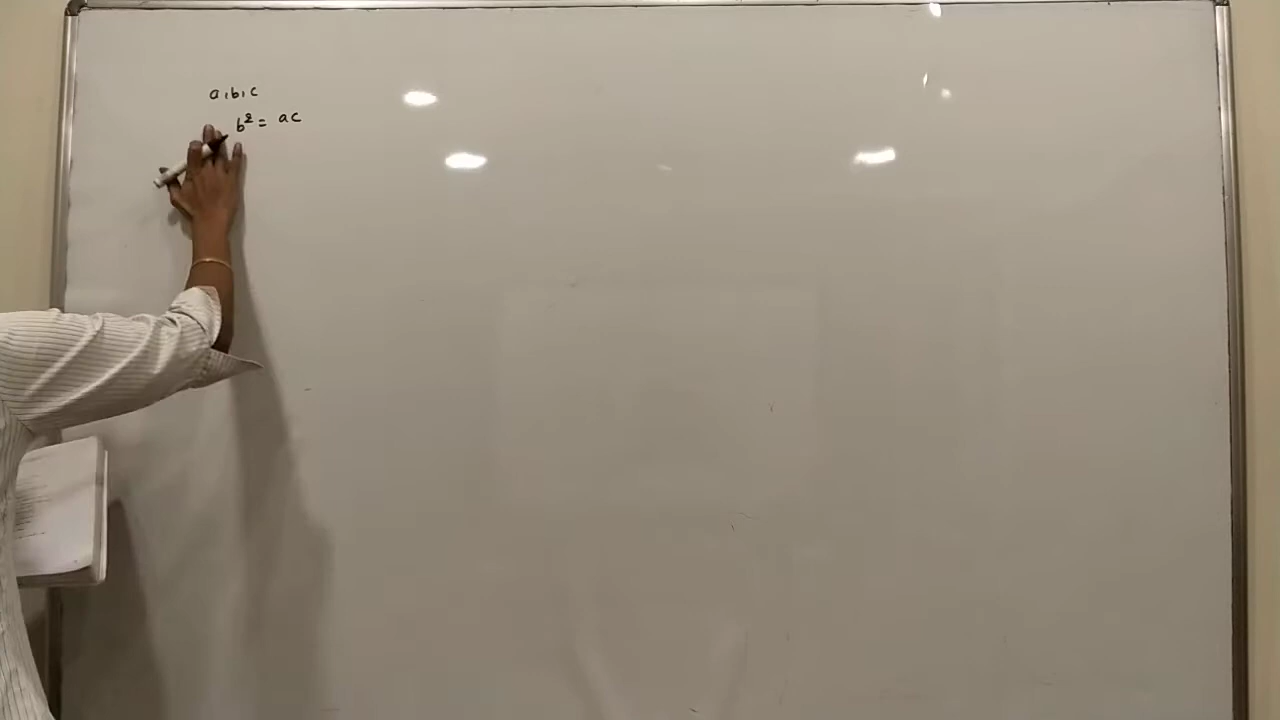 a, b, c
b² = ac